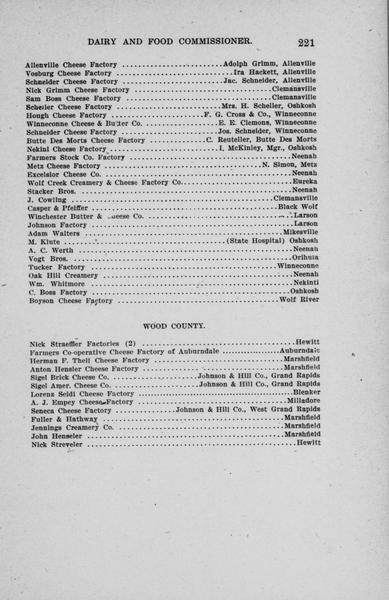 DAIRY AND FOOD COMMISSIONER. 221
Allenville Cheese Factory ........................Adolph Grimm, Allenville
Vosburg Cheese Factory ............................Ira Hackett, Allenville
Schneider Cheese Factory .........................Jac. Schneider, Allenville
Nick Grimm Cheese Factory ..................................Clemansville
Sam Boss Cheese Factory ....................................Clemansville
Scheiler Cheese Factory ........................Mrs. H. Scheiler, Oshkosh
Hough Cheese Factory ......................F. G. Cross & Co., Winneconne
Winneconne Cheese & Butter Co. .................E. E. Clemons, Winneconne
Schneider Cheese Factory ........................Jos. Schneider, Winneconne
Butte Des Morts Cheese Factory ..............C. Reuteller, Butte Des Morts
Nekini Cheese Factory ..........................I. McKinley, Mgr., Oshkosh
Farmers Stock Co. Factory .......................................Neenah
Metz Cheese Factory ......................................N. Simon, Metz
Excelsior Cheese Co. ............................................Neenah
Wolf Creek Creamery & Cheese Factory Co..........................Eureka
Stacker Bros. ...................................................Neenah
J. Cowling ................................................Clemansville
Casper & Pfeiffer ...........................................Black Wolf
Winchester Butter & Cheese Co. ..................................Larson
Johnson Factory .................................................Larson
Adam Walters .................................................Mikesville
M. Klute ..........................................(State Hospital) Oshkosh
A. C. Werth .....................................................Neenah
Vogt Bros. .....................................................Orihula
Tucker Factory ..............................................Winneconne
Oak Hill Creamery ...............................................Neenah
Wm. Whitmore ...................................................Nekinti
C. Boss Factory ................................................Oshkosh
Boyson Cheese Factory .......................................Wolf River
WOOD COUNTY.
Nick Straeffler Factories (2) ....................................Hewitt
Farmers Co-operative Cheese Factory of Auburndale ............Auburndale
Herman F. Theil Cheese Factory ...............................Marshfield
Anton Hensler Cheese Factory .................................Marshfield
Sigel Brick Cheese Co. ......................Johnson & Hill Co., Grand Rapids
Sigel Amer. Cheese Co. ......................Johnson & Hill Co., Grand Rapids
Lorenz Seidl Cheese Factory .....................................Blenker
A. J. Empey Cheese Factory .....................................Milladore
Seneca Cheese Factory ...............Johnson & Hill Co., West Grand Rapids
Fuller & Hathway .............................................Marshfield
Jennings Creamery Co. ........................................Marshfield
John Henseler ................................................Marshfield
Nick Streveler ...................................................Hewitt